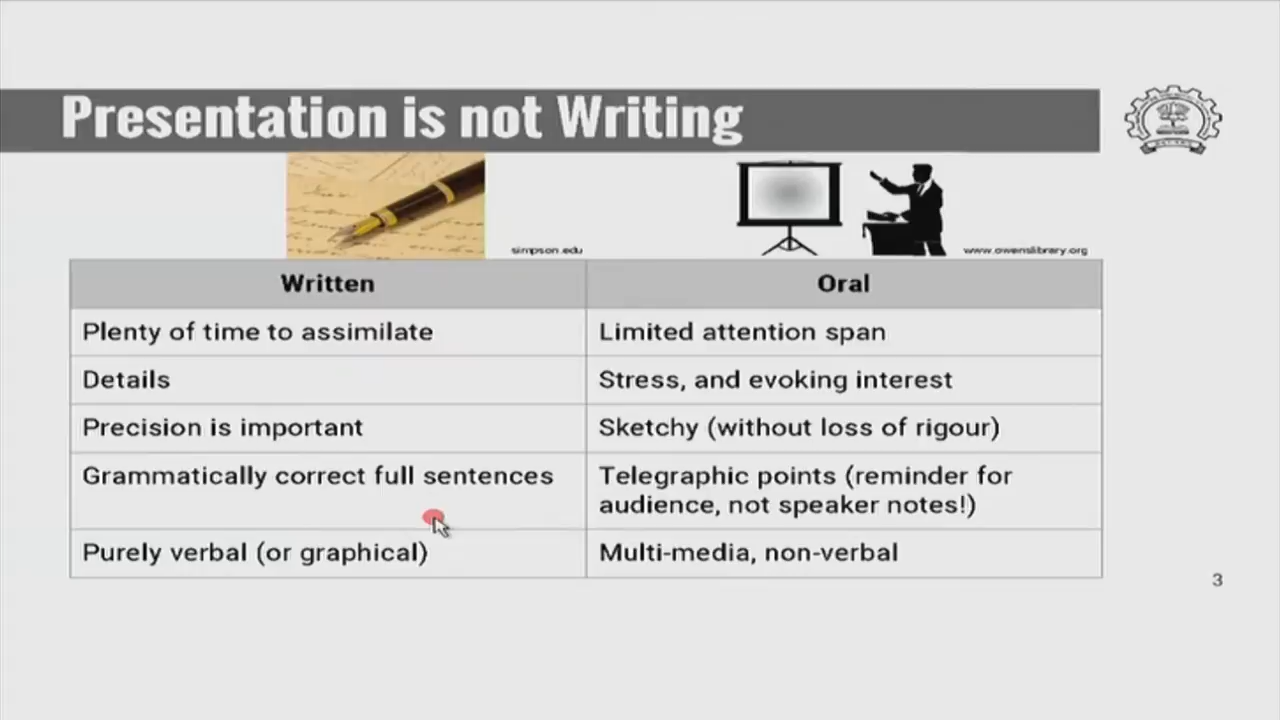 Presentation is not Writing
simpson.edu
www.owenslibrary.org
Written
Oral
Plenty of time to assimilate
Limited attention span
Details
Stress, and evoking interest
Precision is important
Sketchy (without loss of rigour)
Grammatically correct full sentences
Telegraphic points (reminder for
audience, not speaker notes!)
Purely verbal (or graphical)
Multi-media, non-verbal
3